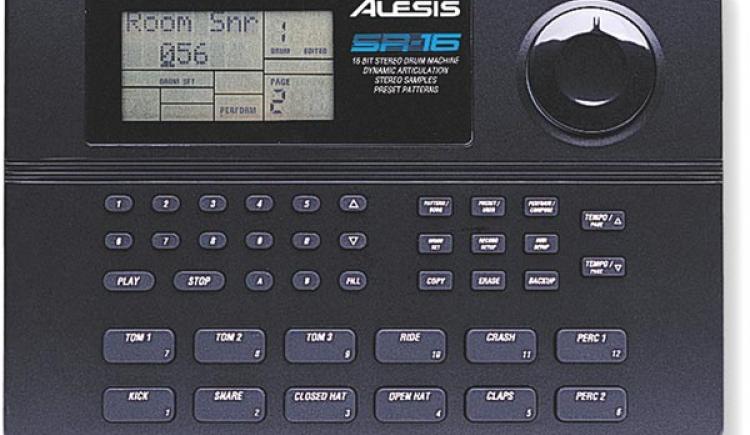 ALESIS
Room Snr
056
1
DRUM EDITED
SR-16
16 BIT STEREO DRUM MACHINE
DYNAMIC ARTICULATION
STEREO SAMPLES
PRESET PATTERNS
DRUM SET
PAGE
2
PERFORM
1 2 3 4 5 △
6 7 8 9 0 ▽
PATTERN / SONG PRESET / USER PERFORM / COMPOSE
DRUM SET RECORD SETUP MIDI SETUP
TEMPO / PAGE △
TEMPO / PAGE ▽
PLAY STOP A B FILL
COPY ERASE BACKUP
TOM 1 7
TOM 2 8
TOM 3 9
RIDE 10
CRASH 11
PERC 1 12
KICK 1
SNARE 2
CLOSED HAT 3
OPEN HAT 4
CLAPS 5
PERC 2 6